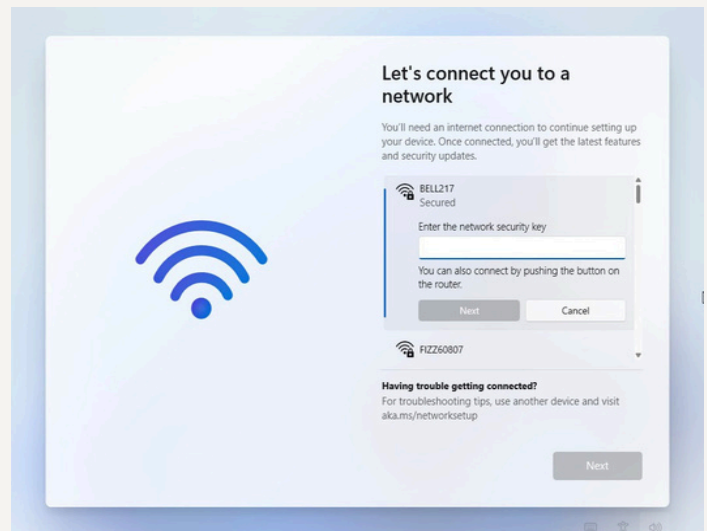 Let's connect you to a
network
You'll need an internet connection to continue setting up
your device. Once connected, you'll get the latest features
and security updates.
BELL217
Secured
Enter the network security key
You can also connect by pushing the button on
the router.
Next Cancel
FIZZ60807
Having trouble getting connected?
For troubleshooting tips, use another device and visit
aka.ms/networksetup
Next